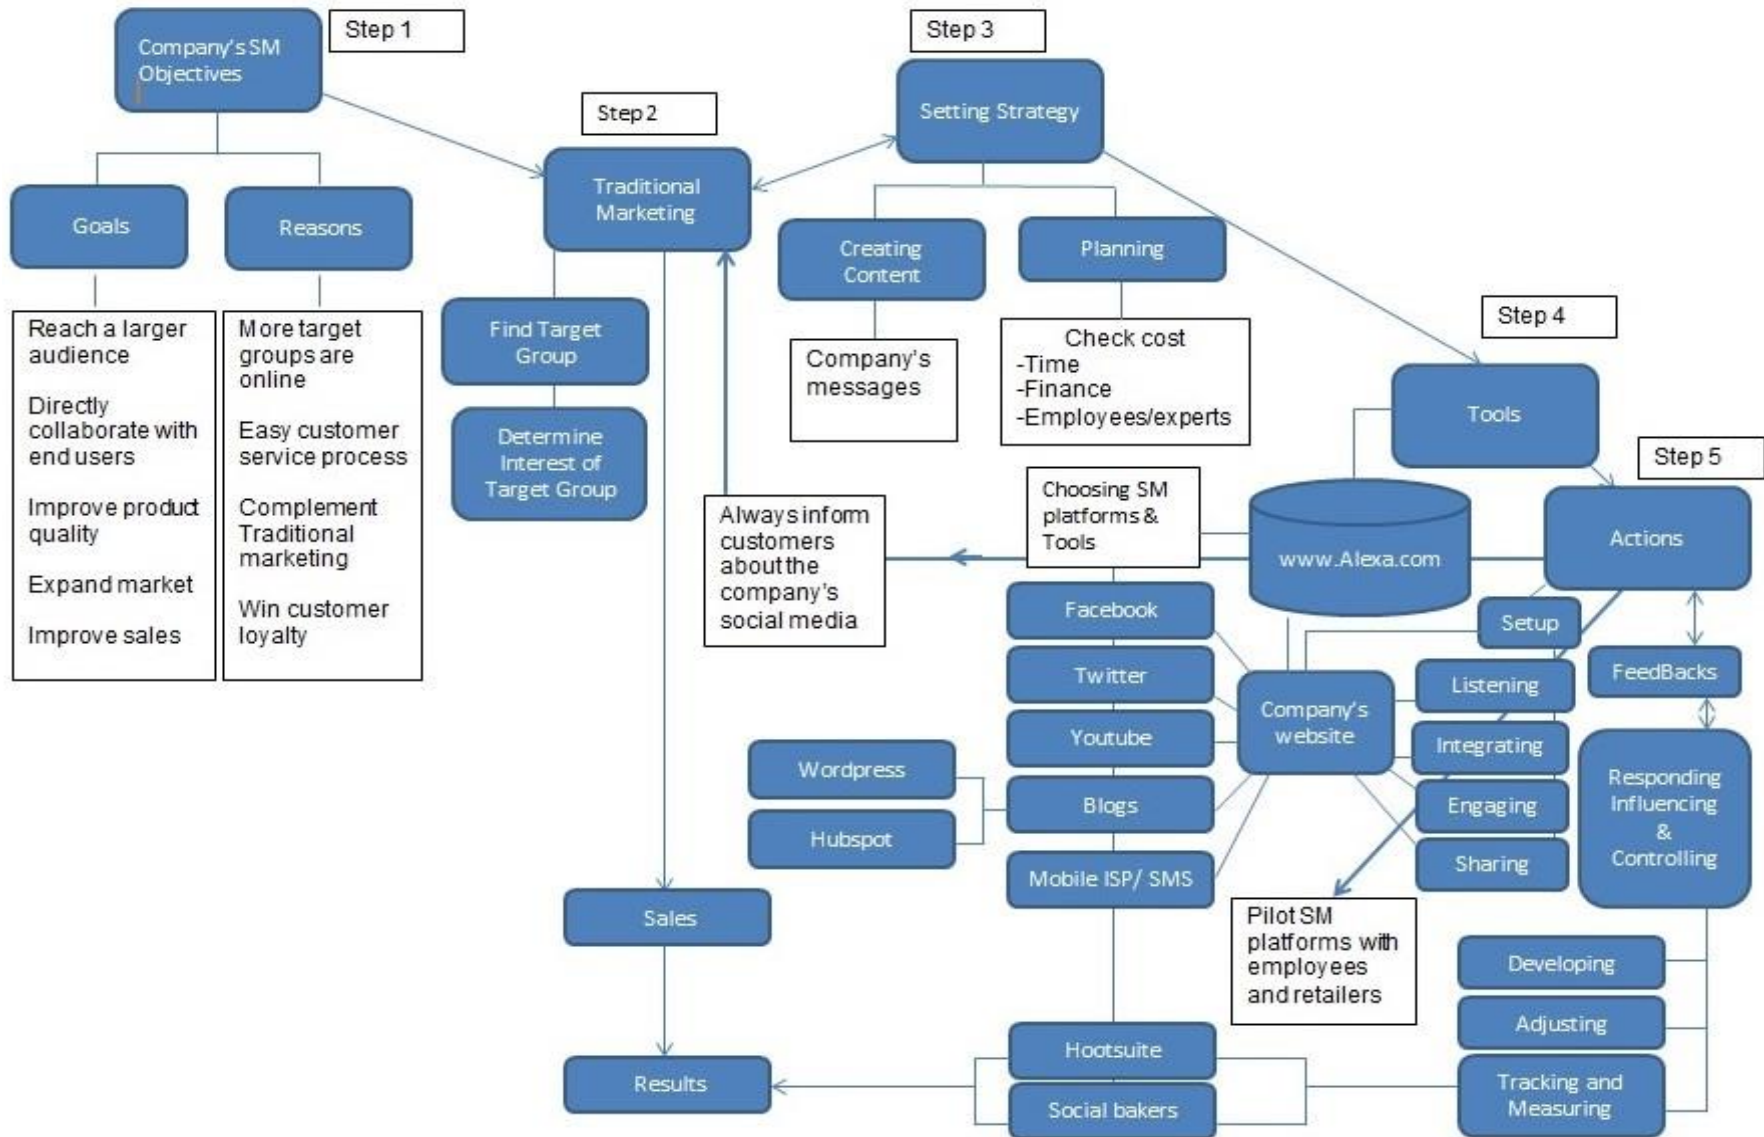 Company's SM
Objectives
Step 1
Goals
Reasons
Reach a larger
audience
Directly
collaborate with
end users
Improve product
quality
Expand market
Improve sales
More target
groups are
online
Easy customer
service process
Complement
Traditional
marketing
Win customer
loyalty
Step 2
Traditional
Marketing
Find Target
Group
Determine
Interest of
Target Group
Sales
Results
Step 3
Setting Strategy
Creating
Content
Company's
messages
Planning
Check cost
-Time
-Finance
-Employees/experts
Always inform
customers
about the
company's
social media
Step 4
Tools
www.Alexa.com
Choosing SM
platforms &
Tools
Facebook
Twitter
Youtube
Blogs
Mobile ISP/ SMS
Wordpress
Hubspot
Company's
website
Step 5
Actions
Setup
Listening
Integrating
Engaging
Sharing
FeedBacks
Responding
Influencing
&
Controlling
Pilot SM
platforms with
employees
and retailers
Developing
Adjusting
Tracking and
Measuring
Hootsuite
Social bakers